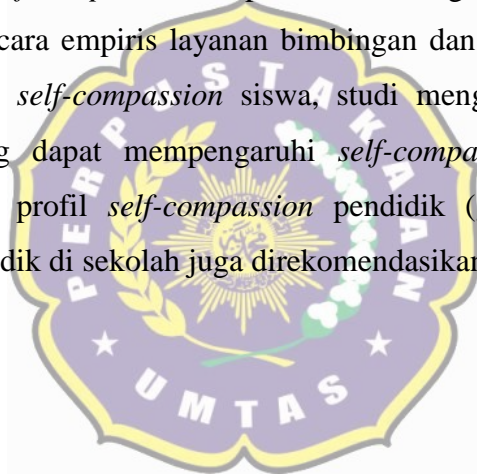 cara empiris layanan bimbingan dan
self-compassion siswa, studi meng
g dapat mempengaruhi self-compa
profil self-compassion pendidik (
dik di sekolah juga direkomendasikan
PERPUSTAKAAN
UMTAS